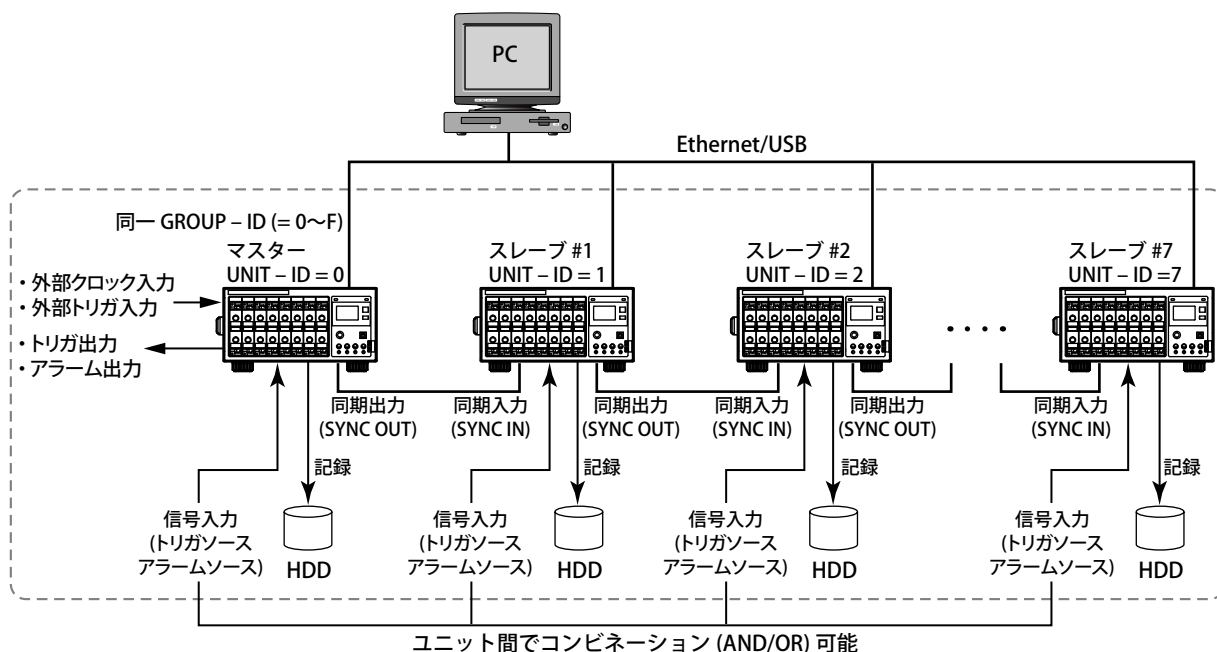 PC
Ethernet/USB
同一 GROUP – ID (= 0～F)
マスター
UNIT – ID = 0
スレーブ #1
UNIT – ID = 1
スレーブ #2
UNIT – ID = 2
スレーブ #7
UNIT – ID =7
・外部クロック入力
・外部トリガ入力
・トリガ出力
・アラーム出力
・・・・
同期出力
(SYNC OUT)
同期入力
(SYNC IN)
同期出力
(SYNC OUT)
同期入力
(SYNC IN)
同期出力
(SYNC OUT)
同期入力
(SYNC IN)
記録
記録
記録
記録
信号入力
(トリガソース
アラームソース)
HDD
信号入力
(トリガソース
アラームソース)
HDD
信号入力
(トリガソース
アラームソース)
HDD
信号入力
(トリガソース
アラームソース)
HDD
ユニット間でコンビネーション (AND/OR) 可能